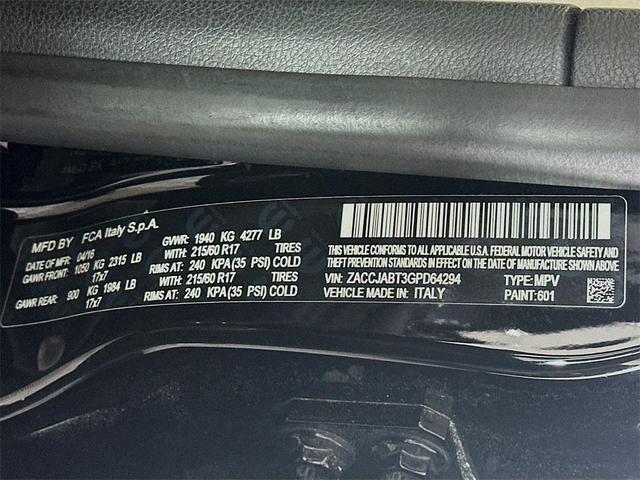 MFD BY FCA Italy S.p.A.
DATE OF MFR: 04/16 GVWR: 1940 KG 4277 LB
GAWR FRONT: 1050 KG 2315 LB WITH: 215/60 R17 TIRES
17x7 RIMS AT: 240 KPA(35 PSI) COLD
GAWR REAR: 900 KG 1984 LB WITH: 215/60 R17 TIRES
17x7 RIMS AT: 240 KPA(35 PSI) COLD
THIS VEHICLE CONFORMS TO ALL APPLICABLE U.S.A. FEDERAL MOTOR VEHICLE SAFETY AND
THEFT PREVENTION STANDARDS IN EFFECT ON THE DATE OF MANUFACTURE SHOWN ABOVE
VIN: ZACCJABT3GPD64294 TYPE: MPV
VEHICLE MADE IN: ITALY PAINT: 601